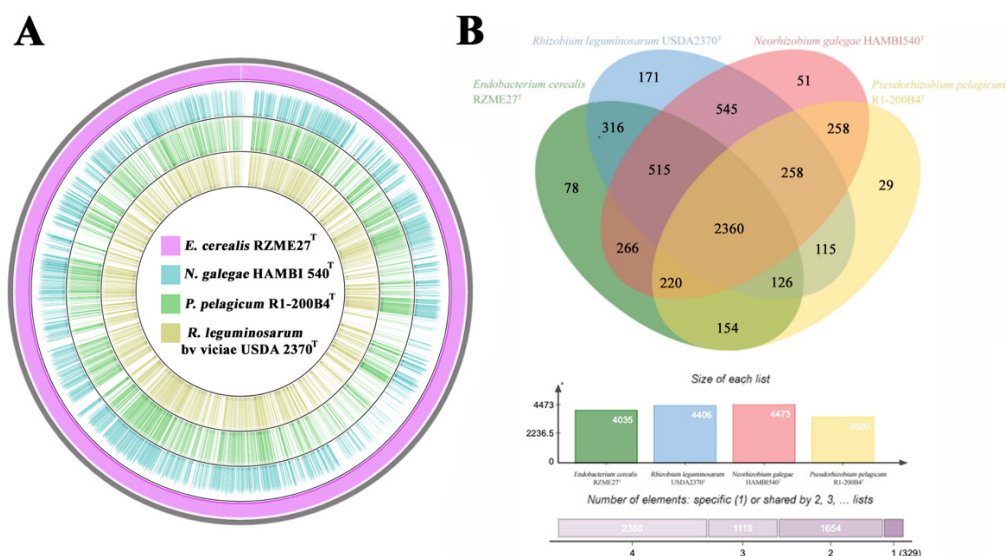 A
E. cerealis RZME27T
N. galegae HAMBI 540T
P. pelagicum R1-200B4T
R. leguminosarum
bv viciae USDA 2370T
B
Rhizobium leguminosarum USDA2370T
Neorhizobium galegae HAMBI540T
Endobacterium cerealis
RZME27T
Pseudorhizobium pelagicum
R1-200B4T
171
51
545
316
258
515
258
78
29
2360
266
115
220
126
154
Size of each list
4473
2236.5
0
4035
4406
4473
3520
Endobacterium cerealis
RZME27T
Rhizobium leguminosarum
USDA2370T
Neorhizobium galegae
HAMBI540T
Pseudorhizobium pelagicum
R1-200B4T
Number of elements: specific (1) or shared by 2, 3, ... lists
2360
1119
1654
4
3
2
1 (329)